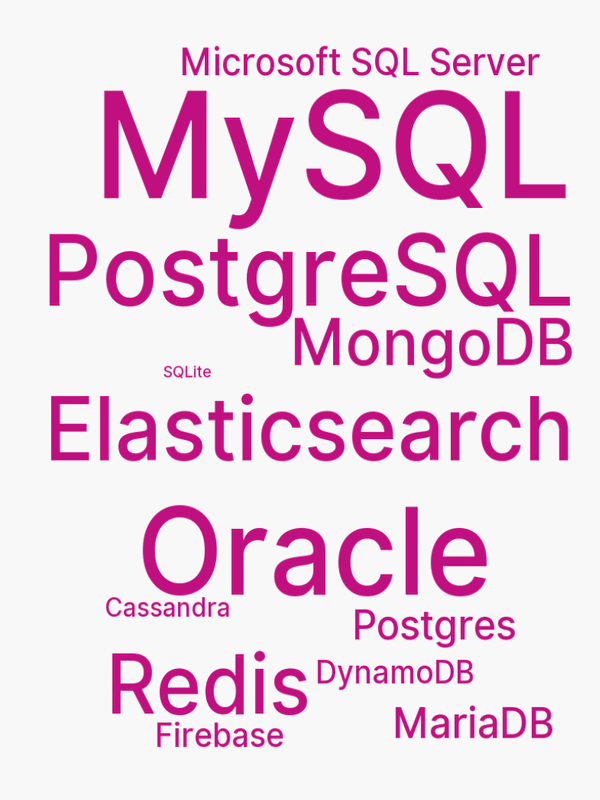 Microsoft SQL Server
MySQL
PostgreSQL
MongoDB
SQLite
Elasticsearch
Oracle
Cassandra
Postgres
Redis
DynamoDB
MariaDB
Firebase